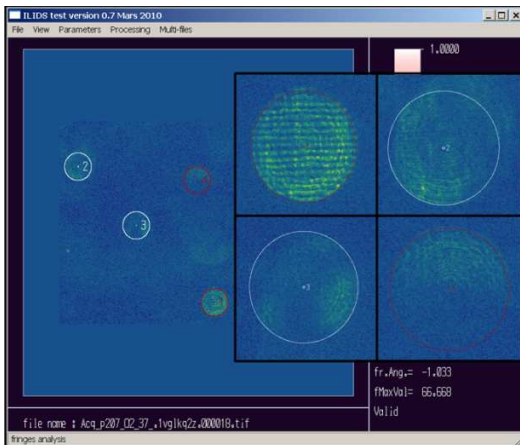 ILIDS test version 0.7 Mars 2010
File View Parameters Processing Multi-files
1.0000
2
3
2
3
fr.Ang.= -1.033
fMaxVal= 66.668
Valid
file name : Acq_p207_02_37_.1vglkq2z.000018.tif
fringes analysis